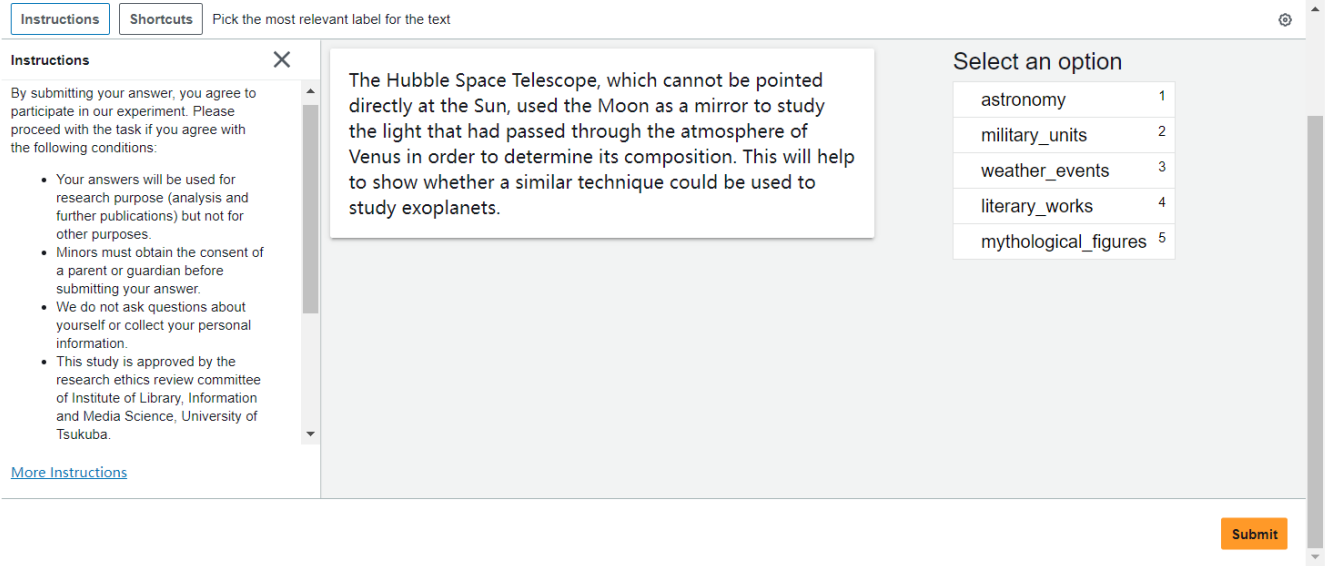 Instructions
Shortcuts
Pick the most relevant label for the text
Instructions
By submitting your answer, you agree to
participate in our experiment. Please
proceed with the task if you agree with
the following conditions:
Your answers will be used for
research purpose (analysis and
further publications) but not for
other purposes.
Minors must obtain the consent of
a parent or guardian before
submitting your answer.
We do not ask questions about
yourself or collect your personal
information.
This study is approved by the
research ethics review committee
of Institute of Library, Information
and Media Science, University of
Tsukuba.
More Instructions
The Hubble Space Telescope, which cannot be pointed
directly at the Sun, used the Moon as a mirror to study
the light that had passed through the atmosphere of
Venus in order to determine its composition. This will help
to show whether a similar technique could be used to
study exoplanets.
Select an option
astronomy 1
military_units 2
weather_events 3
literary_works 4
mythological_figures 5
Submit